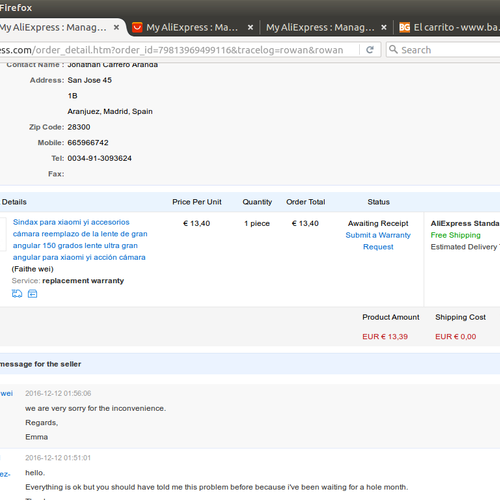 Firefox
My AliExpress : Manag...
My AliExpress : Ma...
My AliExpress : Manag...
BG El carrito - www.ba
ess.com/order_detail.htm?order_id=79813969499116&tracelog=rowan&rowan
Search
Contact Name : Jonathan Carrero Aranda
Address: San Jose 45
1B
Aranjuez, Madrid, Spain
Zip Code: 28300
Mobile: 665966742
Tel: 0034-91-3093624
Fax:
Details Price Per Unit Quantity Order Total Status
Sindax para xiaomi yi accesorios
cámara reemplazo de la lente de gran
angular 150 grados lente ultra gran
angular para xiaomi yi acción cámara
(Faithe wei)
Service: replacement warranty
€ 13,40
1 piece
€ 13,40
Awaiting Receipt
Submit a Warranty
Request
AliExpress Standa
Free Shipping
Estimated Delivery
Product Amount Shipping Cost
EUR € 13,39 EUR € 0,00
message for the seller
wei 2016-12-12 01:56:06
we are very sorry for the inconvenience.
Regards,
Emma
2016-12-12 01:51:01
hello.
ez-
Everything is ok but you should have told me this problem before because i've been waiting for a hole month.